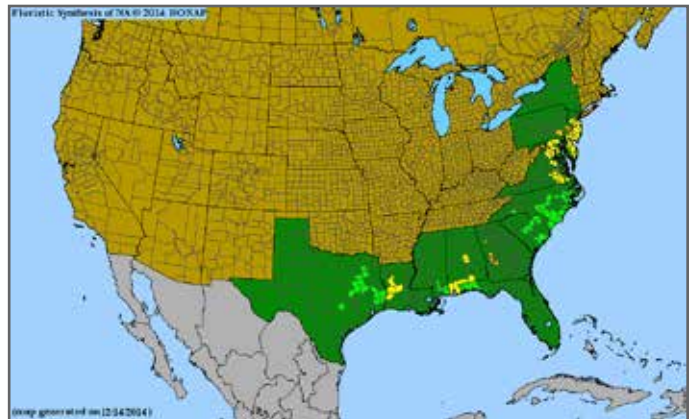 Floristic Synthesis of NA © 2014 BONAP
(map generated on 12/14/2014)